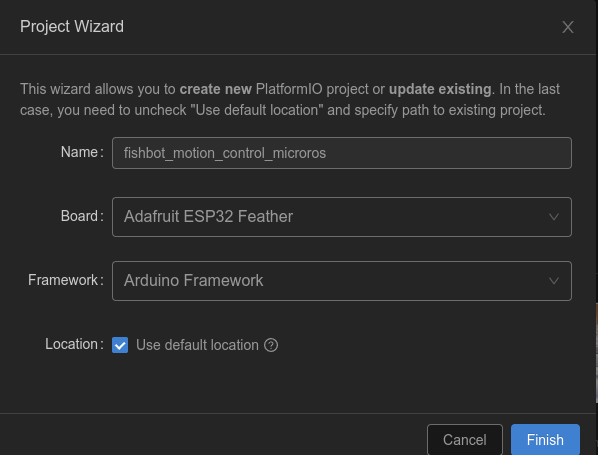 Project Wizard
This wizard allows you to create new PlatformIO project or update existing. In the last
case, you need to uncheck "Use default location" and specify path to existing project.
Name: fishbot_motion_control_microros
Board: Adafruit ESP32 Feather
Framework: Arduino Framework
Location: Use default location
Cancel Finish